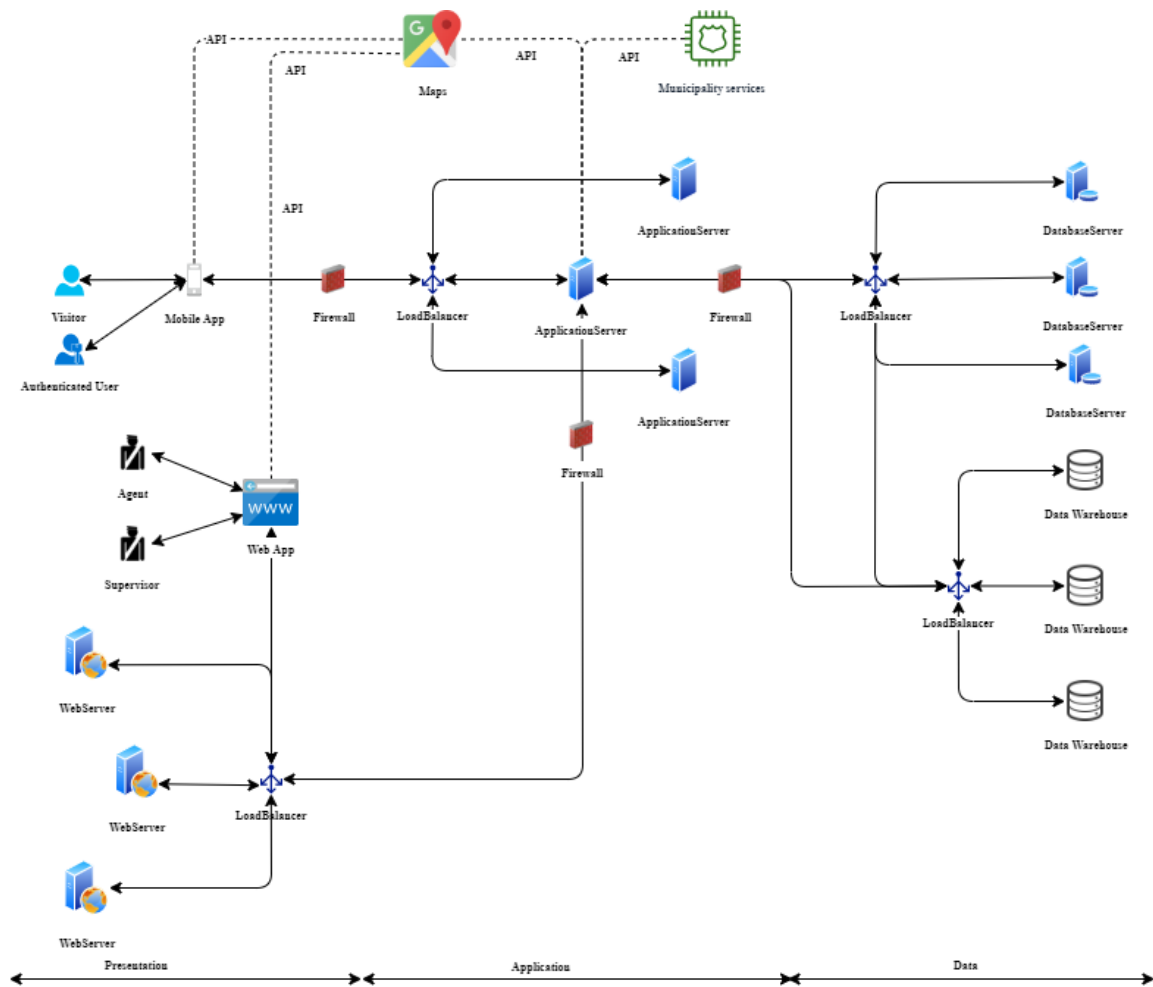 API
API
API
API
API
Maps
Municipality services
ApplicationServer
DatabaseServer
Visitor
Mobile App
Firewall
LoadBalancer
ApplicationServer
Firewall
LoadBalancer
DatabaseServer
Authenticated User
ApplicationServer
DatabaseServer
Firewall
Agent
WWW
Web App
Supervisor
Data Warehouse
LoadBalancer
Data Warehouse
WebServer
Data Warehouse
LoadBalancer
WebServer
WebServer
Presentation
Application
Data